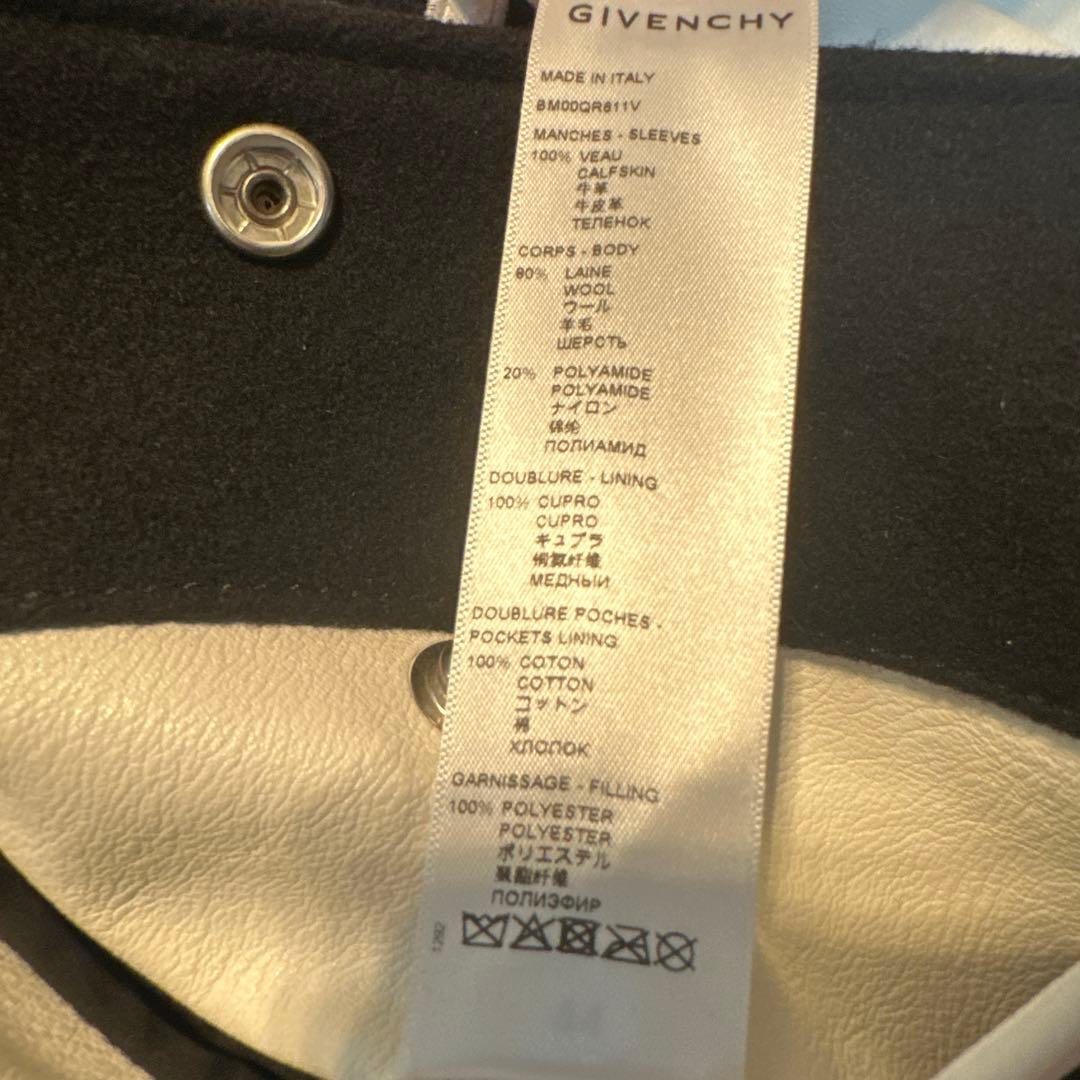 GIVENCHY
MADE IN ITALY
BM00QR611V
MANCHES - SLEEVES
100% VEAU
CALFSKIN
牛革
牛皮革
ТЕЛЕНОК
CORPS - BODY
80% LAINE
WOOL
ウール
羊毛
ШЕРСТЬ
20% POLYAMIDE
POLYAMIDE
ナイロン
锦纶
ПОЛИАМИД
DOUBLURE - LINING
100% CUPRO
CUPRO
キュプラ
铜氨纤维
МЕДНЫЙ
DOUBLURE POCHES -
POCKETS LINING
100% COTON
COTTON
コットン
棉
ХЛОПОК
GARNISSAGE - FILLING
100% POLYESTER
POLYESTER
ポリエステル
聚酯纤维
ПОЛИЭФИР
1282